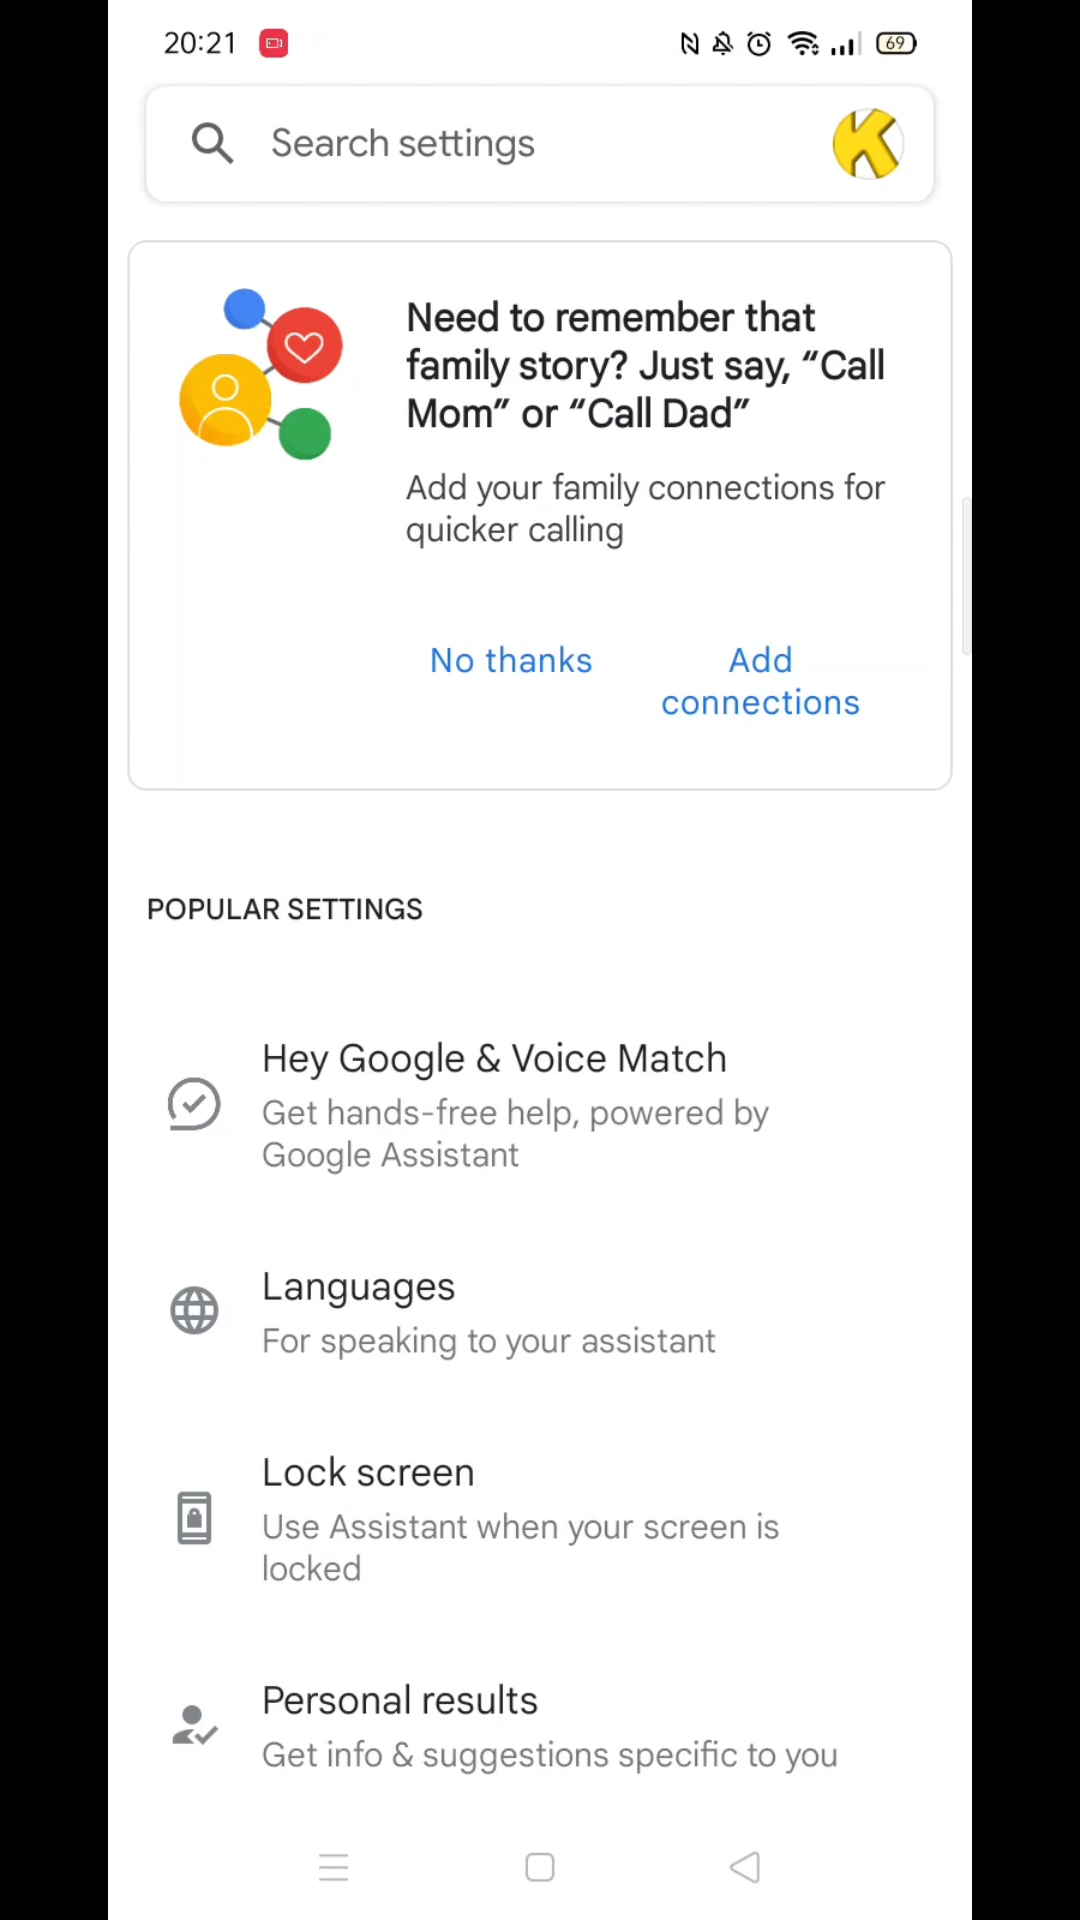 20:21
69
Search settings
K
Need to remember that
family story? Just say, “Call
Mom” or “Call Dad”
Add your family connections for
quicker calling
No thanks
Add
connections
POPULAR SETTINGS
Hey Google & Voice Match
Get hands-free help, powered by
Google Assistant
Languages
For speaking to your assistant
Lock screen
Use Assistant when your screen is
locked
Personal results
Get info & suggestions specific to you